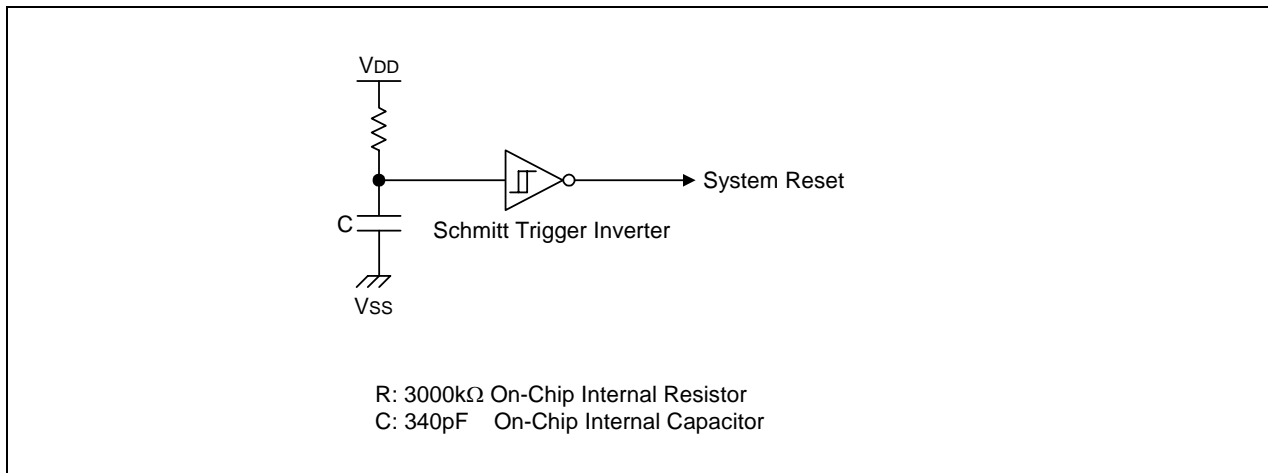 VDD
System Reset
C
Schmitt Trigger Inverter
VSS
R: 3000kΩ On-Chip Internal Resistor
C: 340pF On-Chip Internal Capacitor